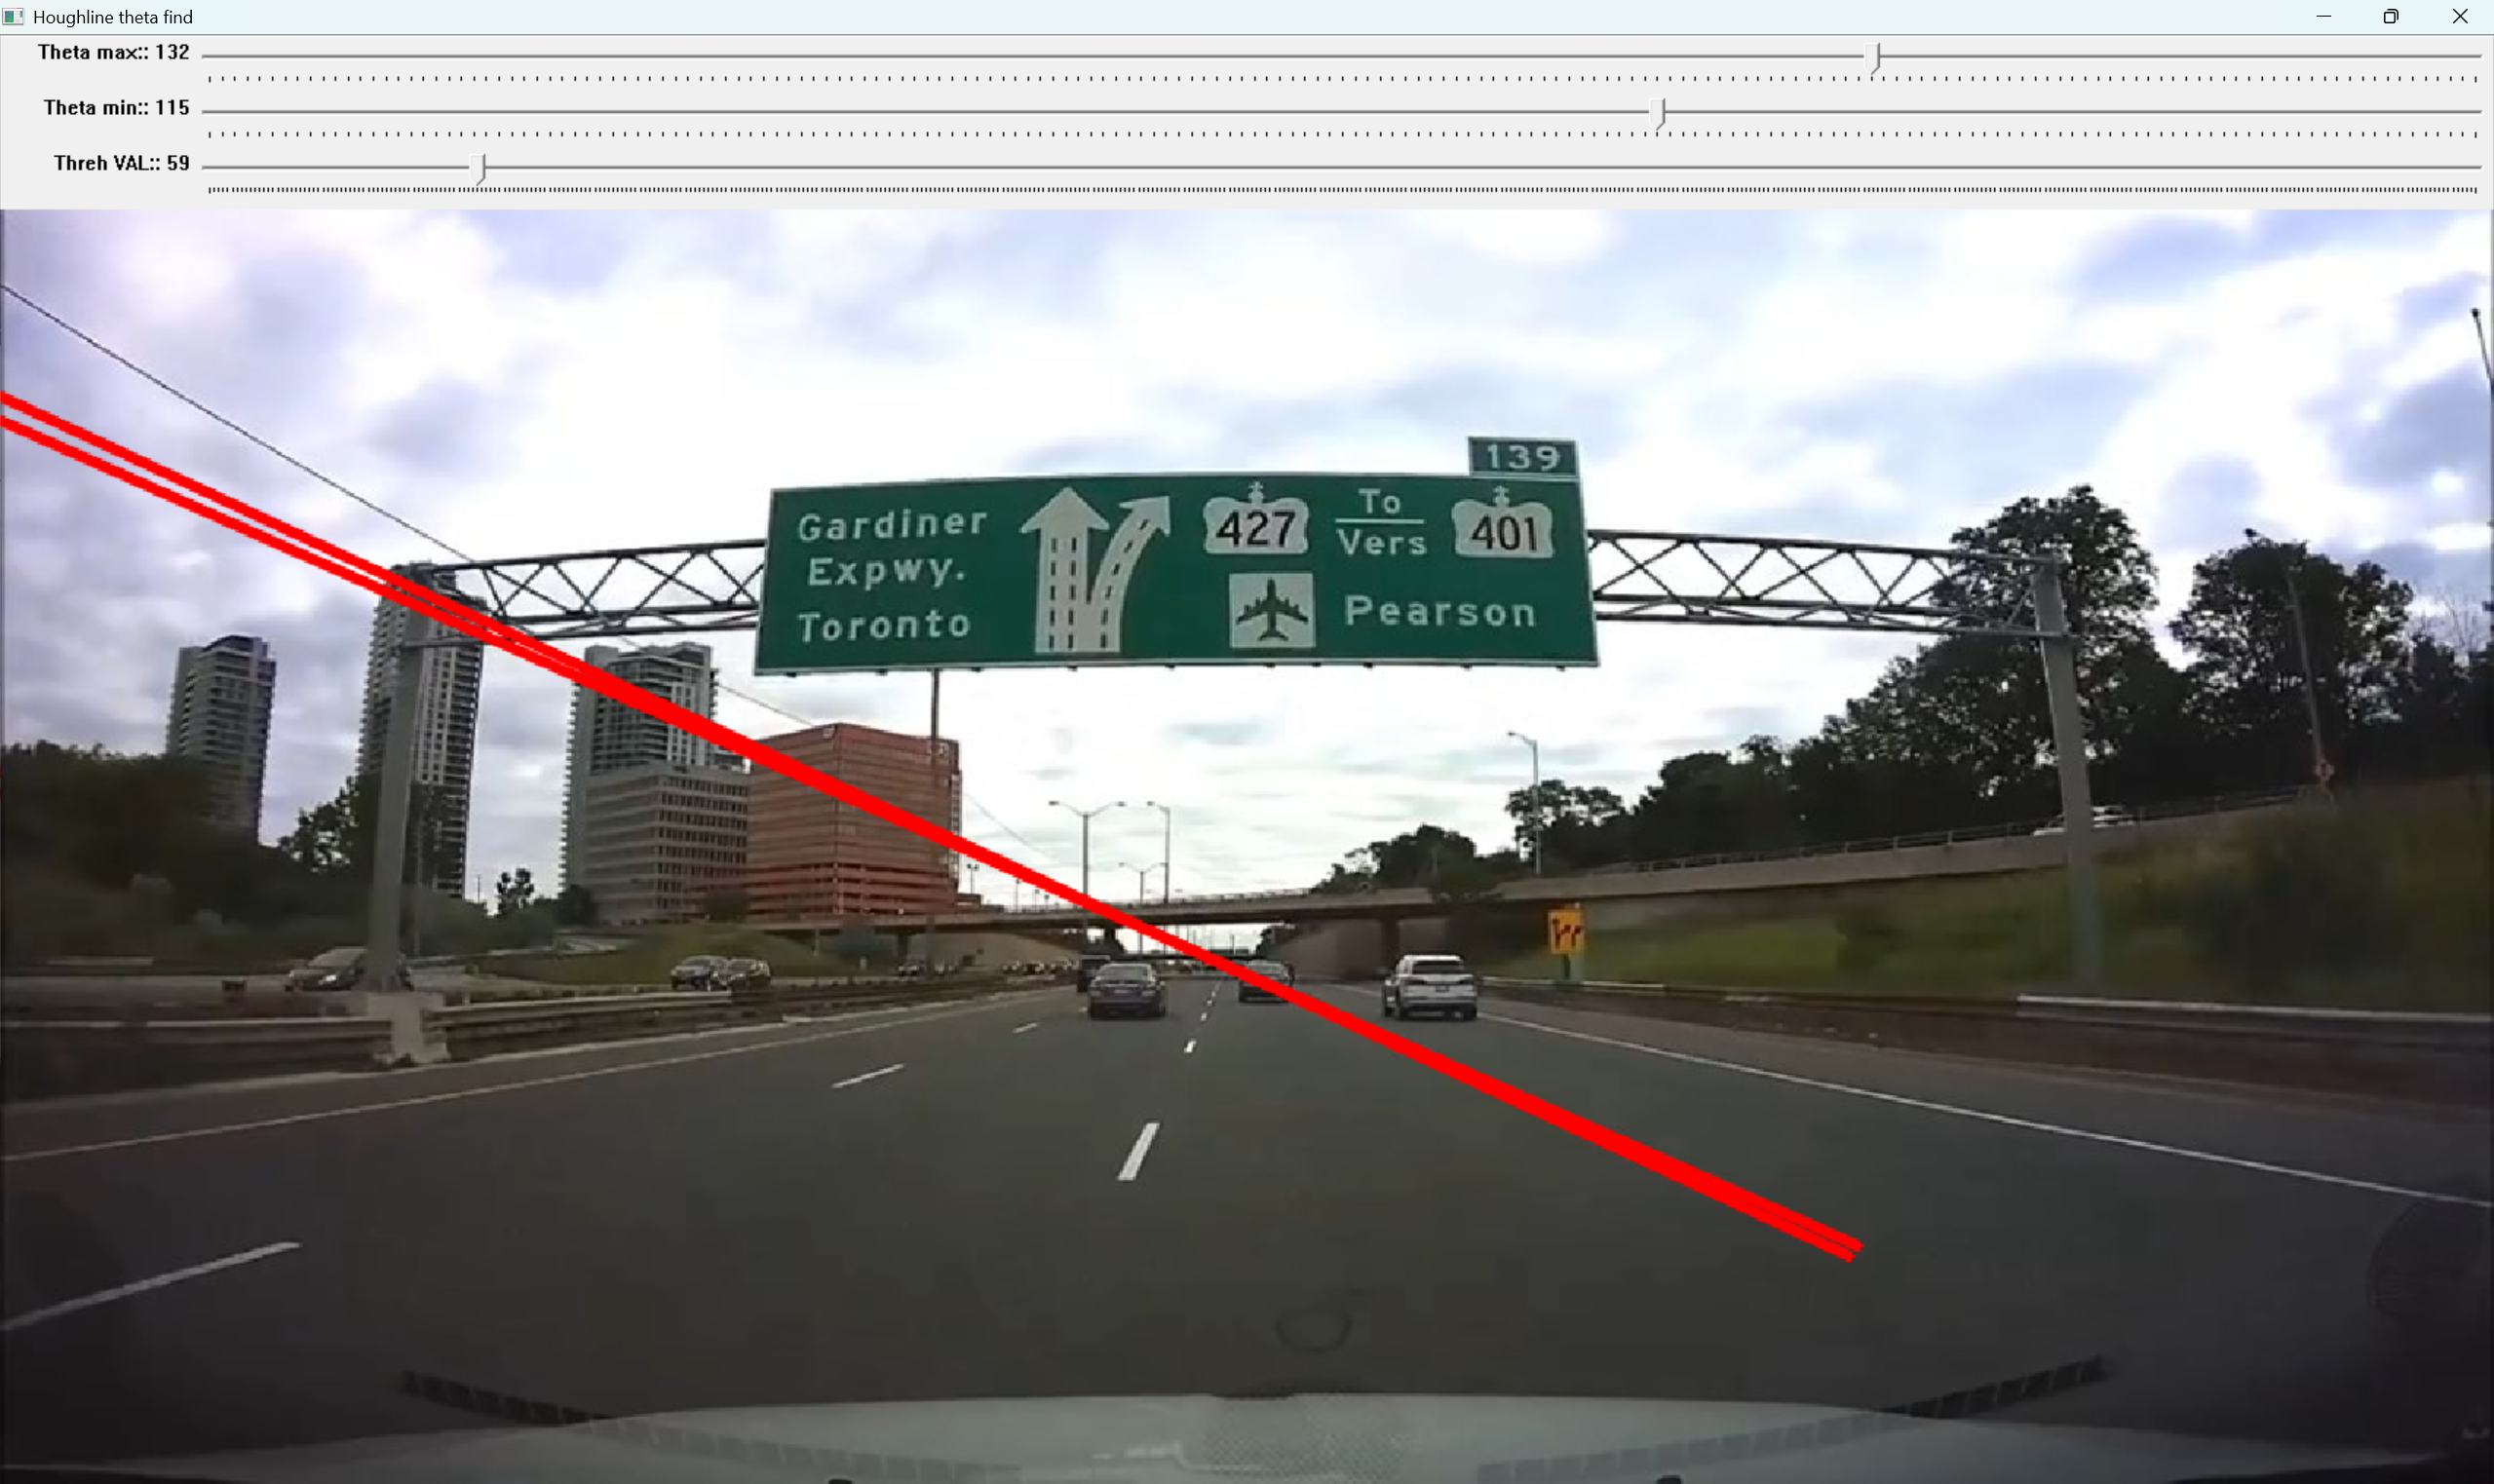 Houghline theta find
Theta max:: 132
Theta min:: 115
Threh VAL:: 59
139
Gardiner
Expwy.
Toronto
427
To
Vers
401
Pearson